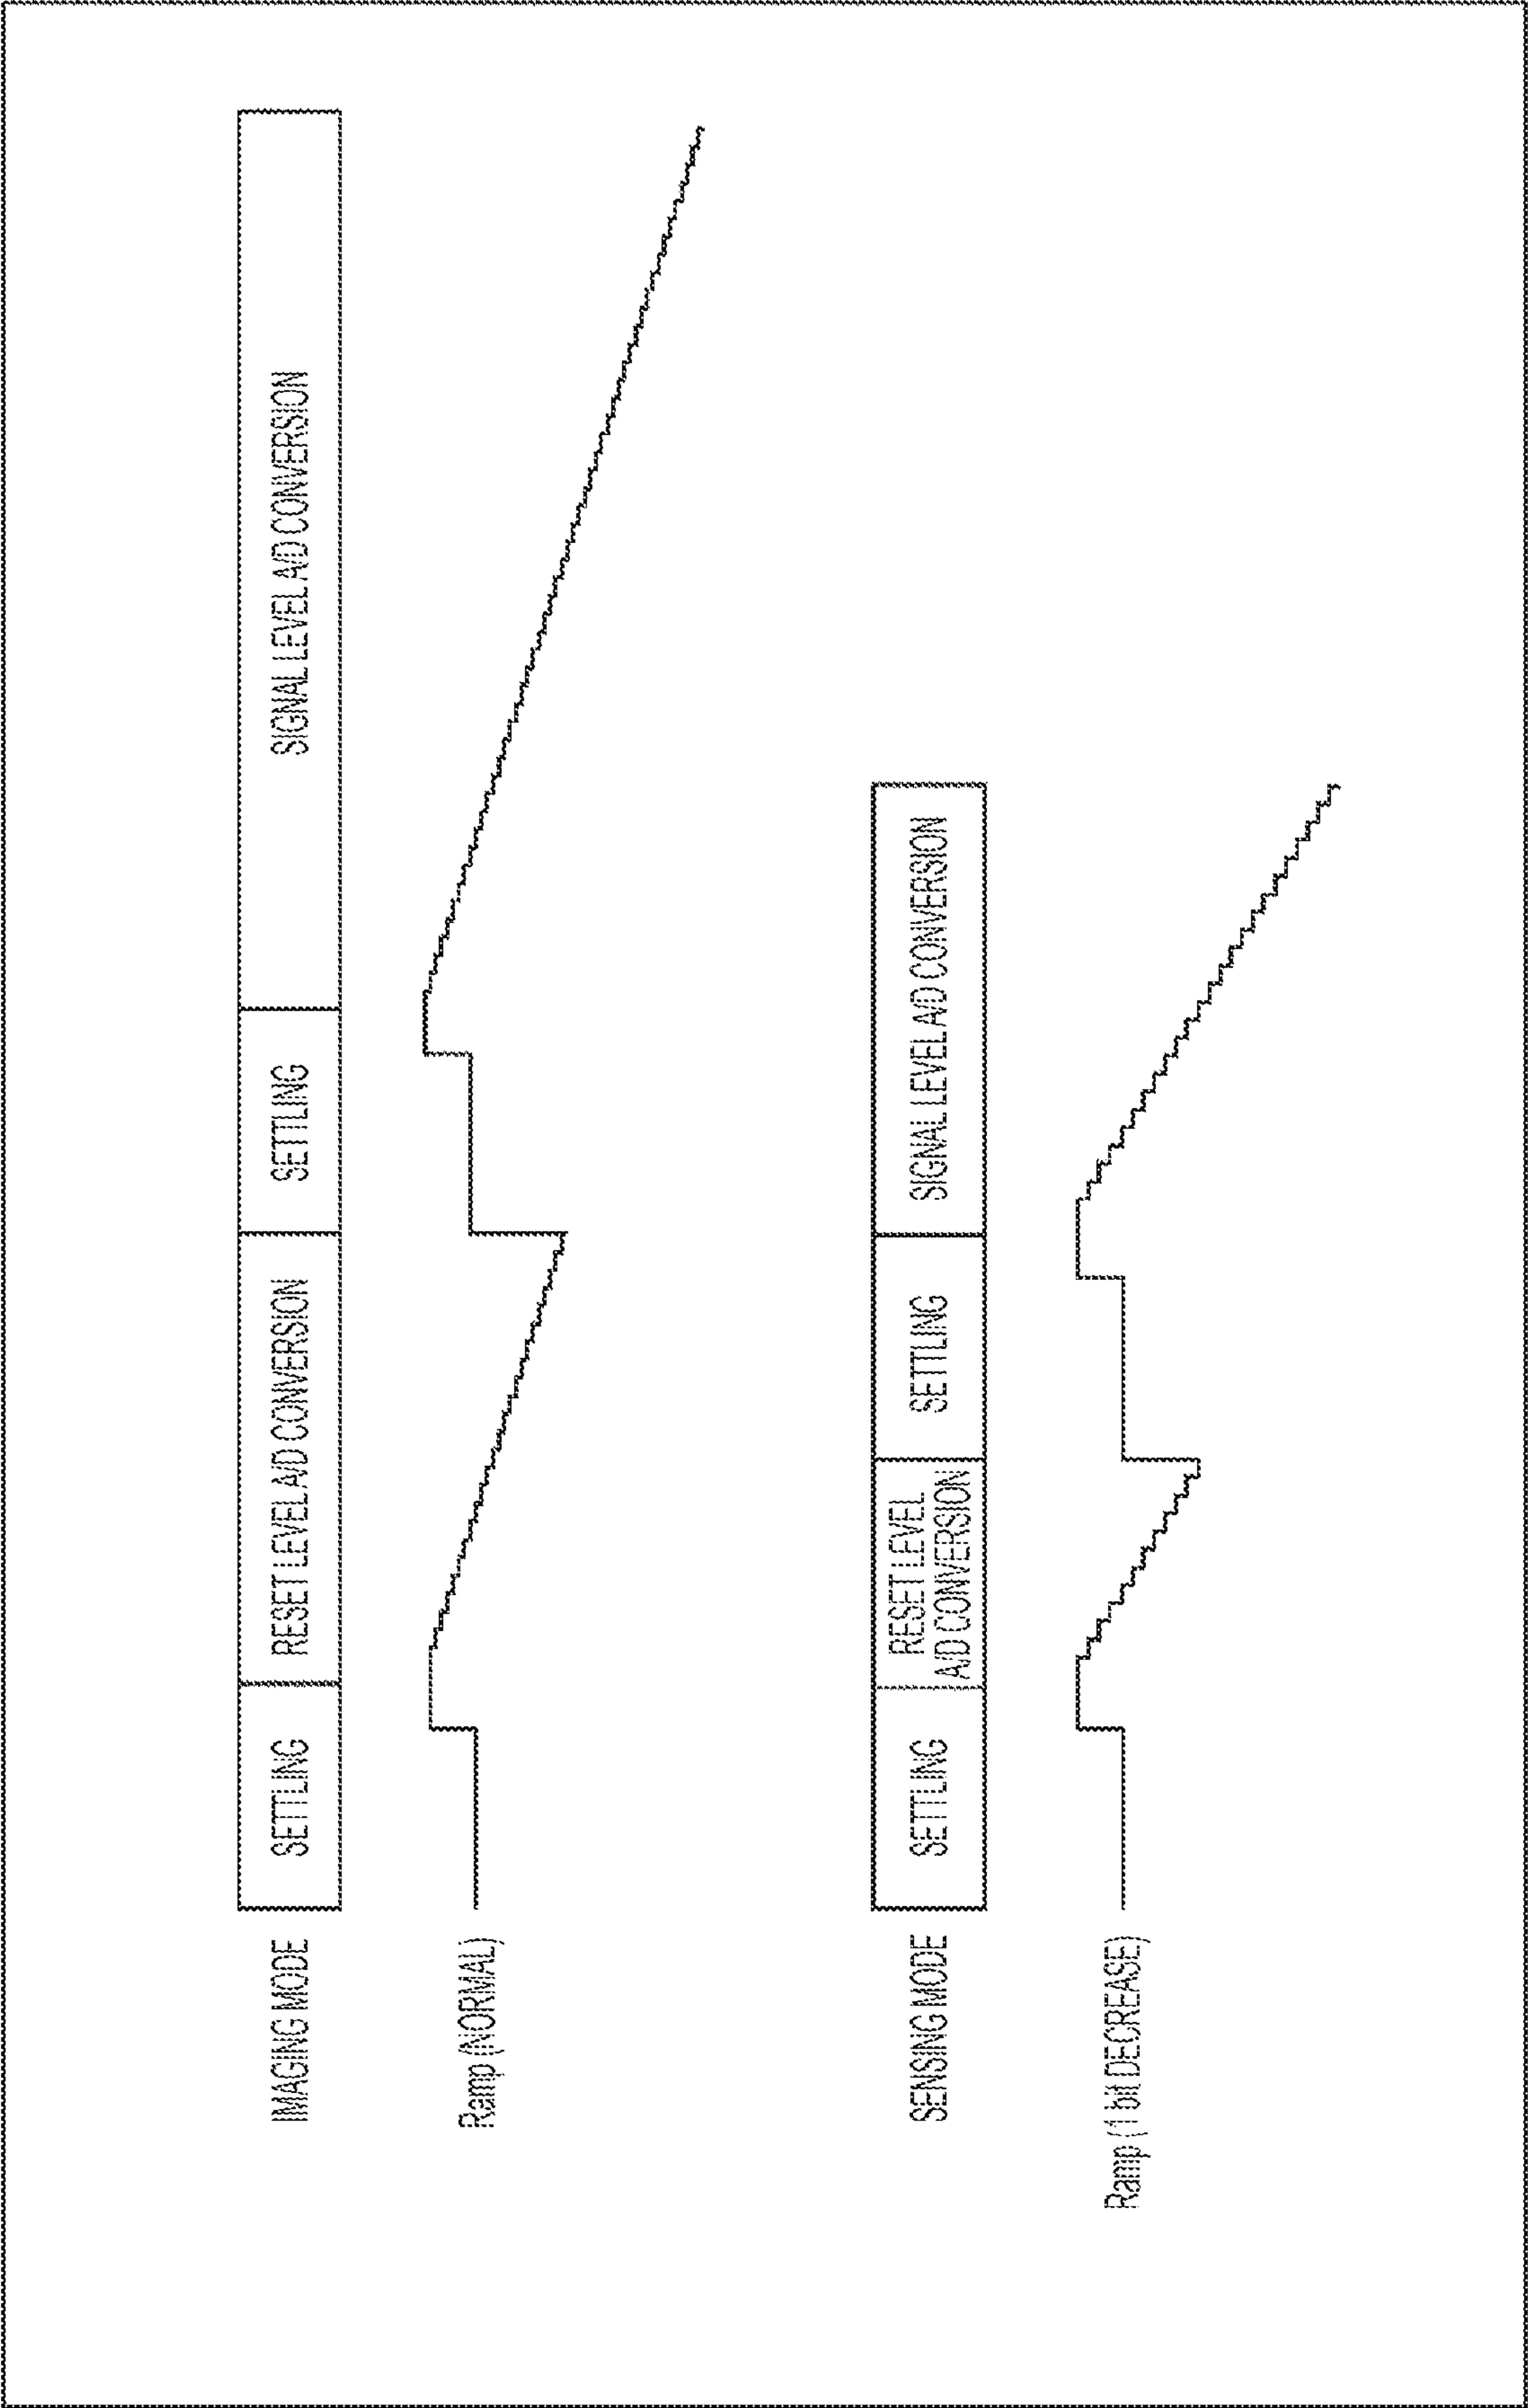 IMAGING MODE
SETTLING
RESET LEVEL A/D CONVERSION
SETTLING
SIGNAL LEVEL A/D CONVERSION
Ramp (NORMAL)
SENSING MODE
SETTLING
RESET LEVEL
A/D CONVERSION
SETTLING
SIGNAL LEVEL A/D CONVERSION
Ramp (1 bit DECREASE)